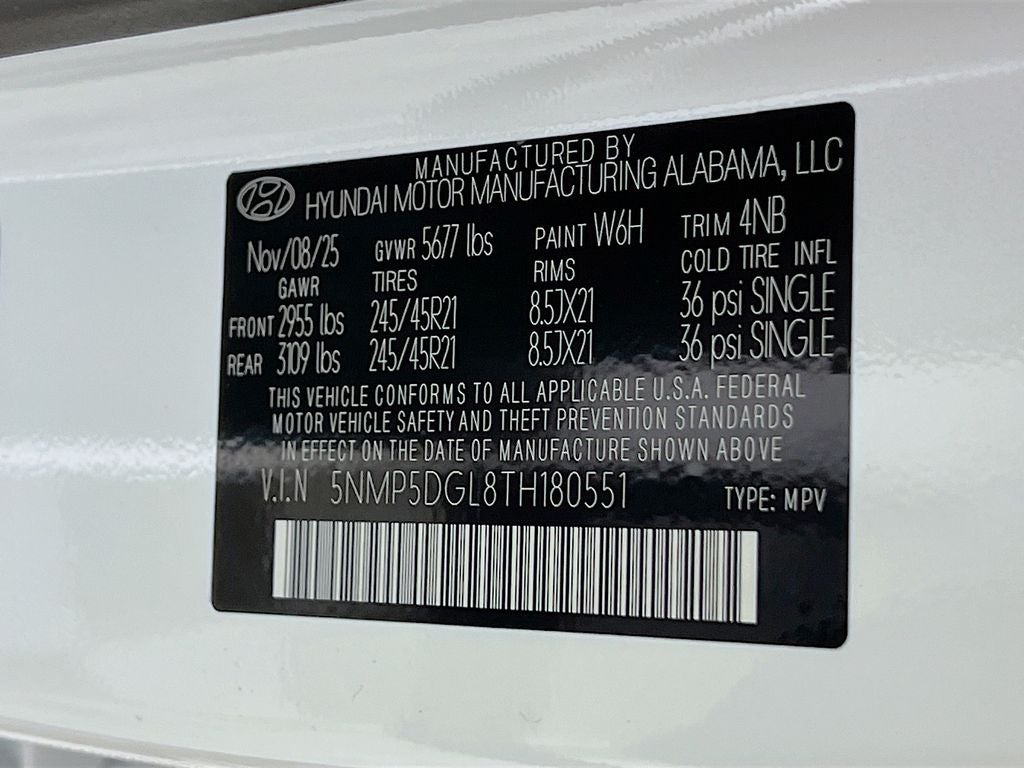 MANUFACTURED BY
HYUNDAI MOTOR MANUFACTURING ALABAMA, LLC
Nov/08/25 GVWR 5677 lbs PAINT W6H TRIM 4NB
GAWR TIRES RIMS COLD TIRE INFL
FRONT 2955 lbs 245/45R21 8.5JX21 36 psi SINGLE
REAR 3109 lbs 245/45R21 8.5JX21 36 psi SINGLE
THIS VEHICLE CONFORMS TO ALL APPLICABLE U.S.A. FEDERAL
MOTOR VEHICLE SAFETY AND THEFT PREVENTION STANDARDS
IN EFFECT ON THE DATE OF MANUFACTURE SHOWN ABOVE
V.I.N 5NMP5DGL8TH180551 TYPE: MPV